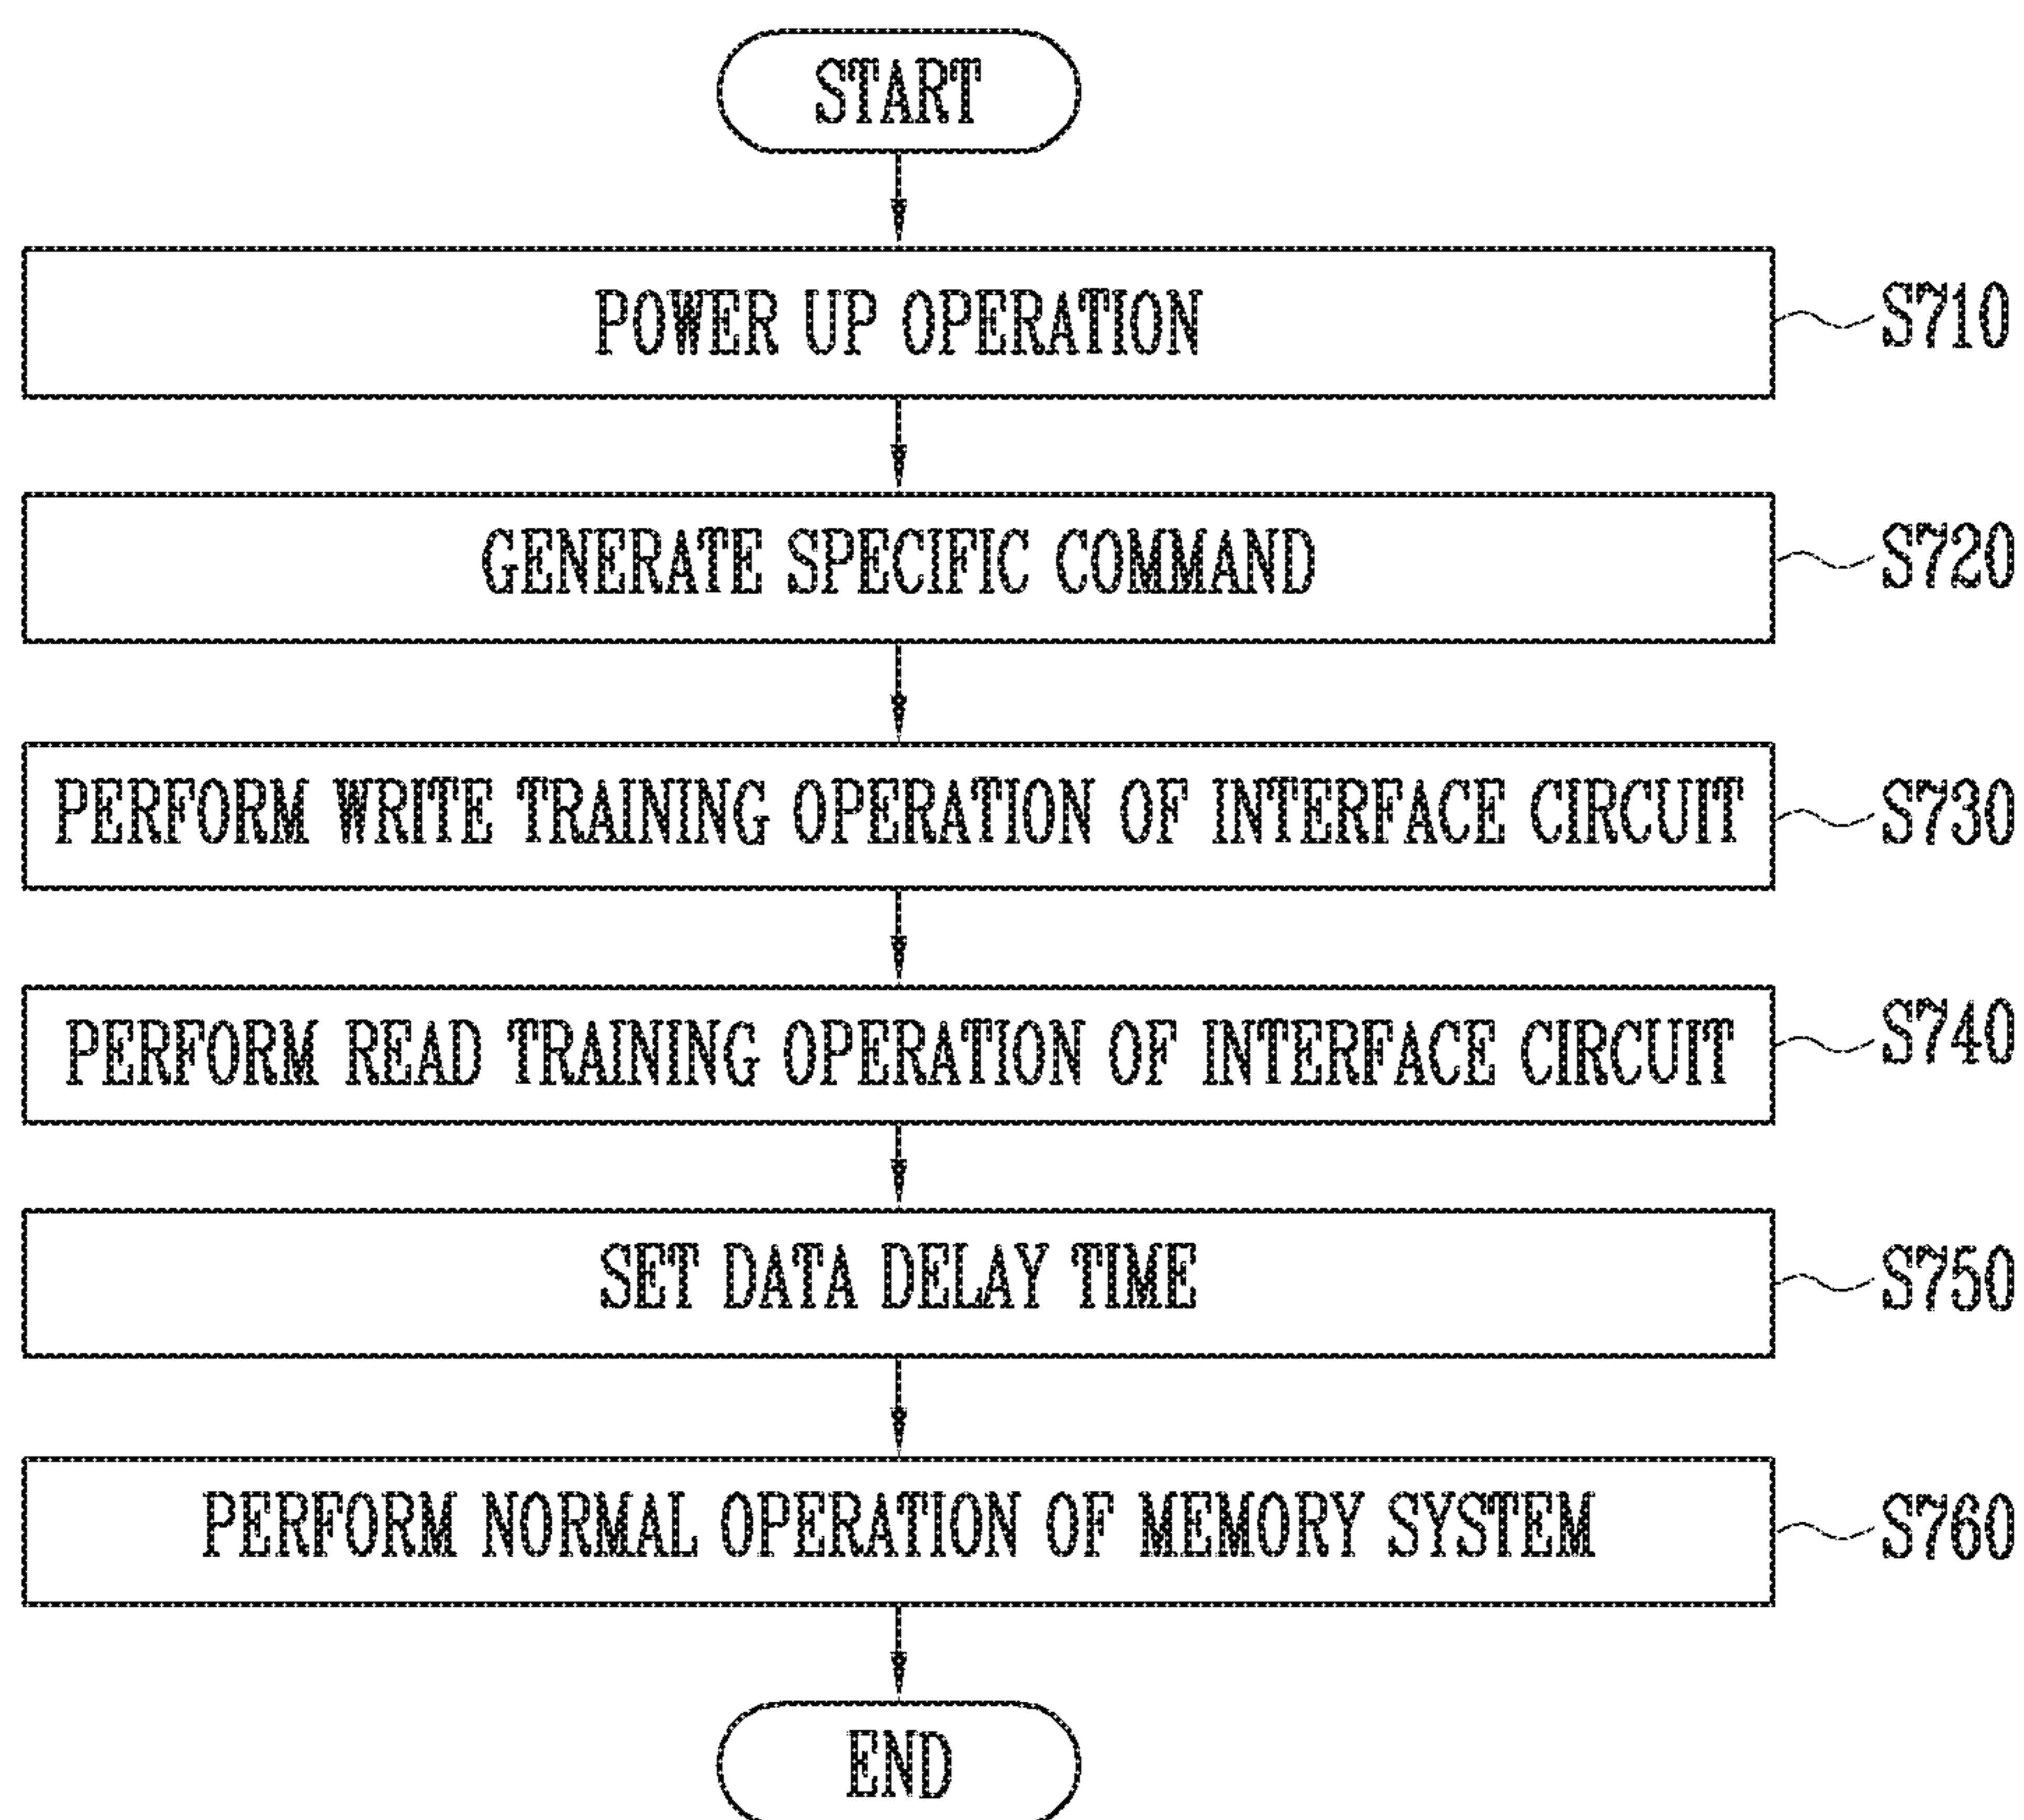 START
POWER UP OPERATION S710
GENERATE SPECIFIC COMMAND S720
PERFORM WRITE TRAINING OPERATION OF INTERFACE CIRCUIT S730
PERFORM READ TRAINING OPERATION OF INTERFACE CIRCUIT S740
SET DATA DELAY TIME S750
PERFORM NORMAL OPERATION OF MEMORY SYSTEM S760
END